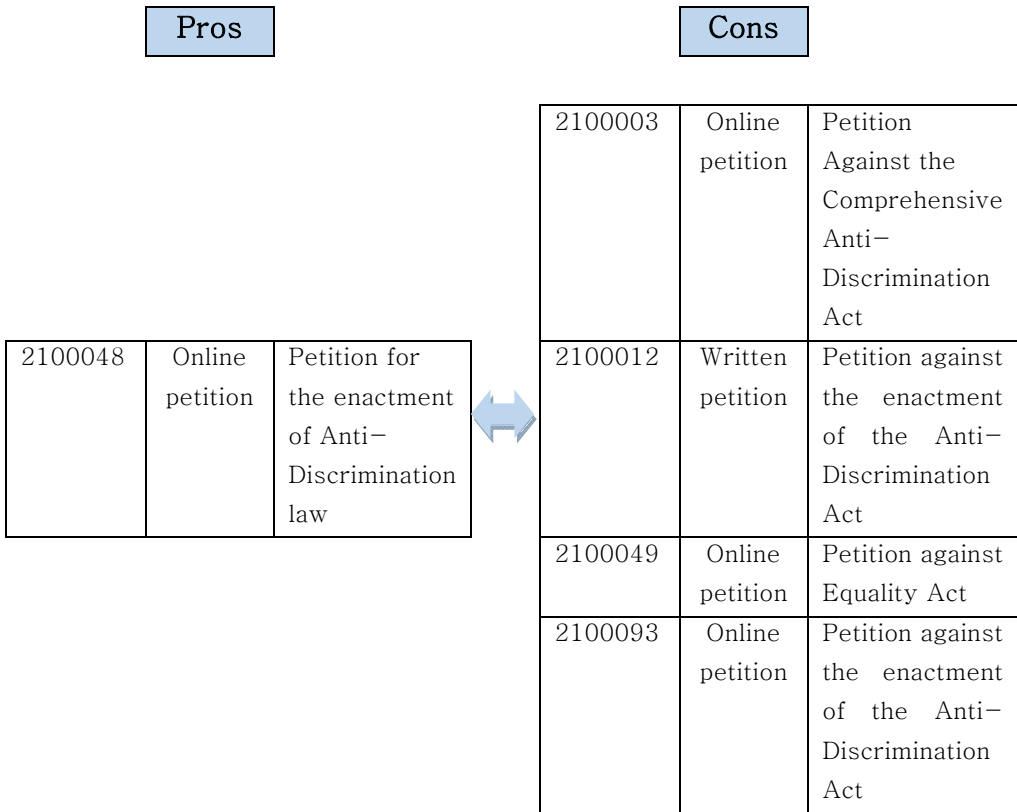 Pros
Cons
2100003 Online petition Petition Against the Comprehensive Anti-Discrimination Act
2100048 Online petition Petition for the enactment of Anti-Discrimination law
2100012 Written petition Petition against the enactment of the Anti-Discrimination Act
2100049 Online petition Petition against Equality Act
2100093 Online petition Petition against the enactment of the Anti-Discrimination Act